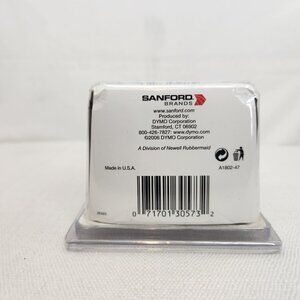 SANFORD
BRANDS
www.sanford.com
Produced by:
DYMO Corporation
Stamford, CT 06902
800-426-7827; www.dymo.com
©2006 DYMO Corporation
A Division of Newell Rubbermaid
Made in U.S.A.
A1802-47
0 71701 30573 2